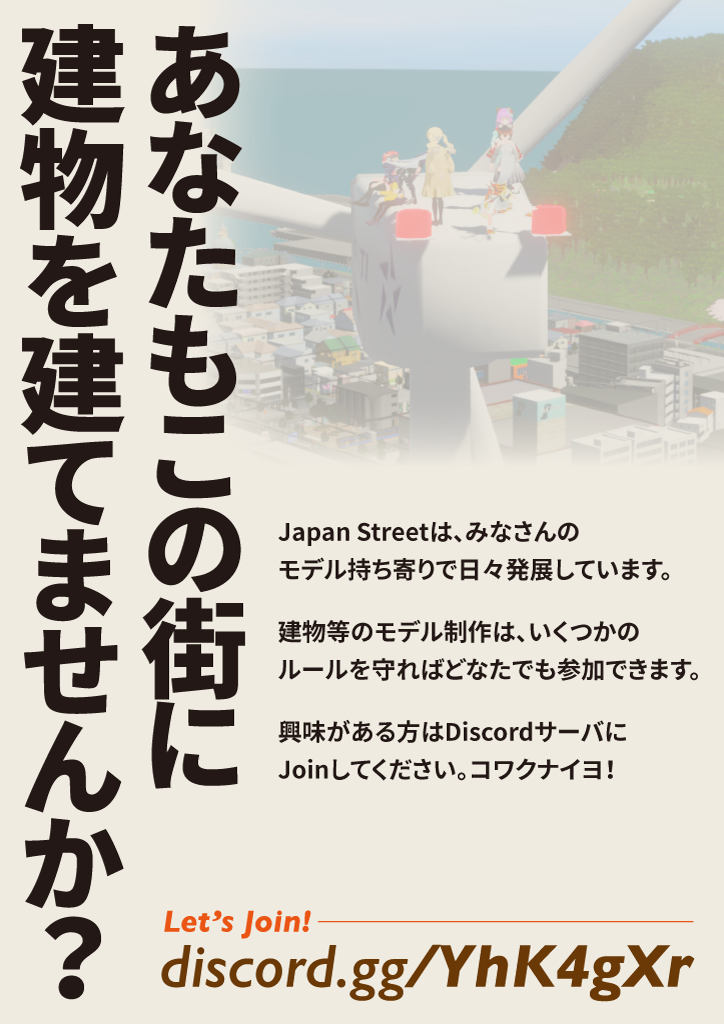 あなたもこの街に
建物を建てませんか?
Japan Streetは、みなさんの
モデル持ち寄りで日々発展しています。
建物等のモデル制作は、いくつかの
ルールを守ればどなたでも参加できます。
興味がある方はDiscordサーバに
Joinしてください。コワクナイヨ!
Let's Join!
discord.gg/YhK4gXr